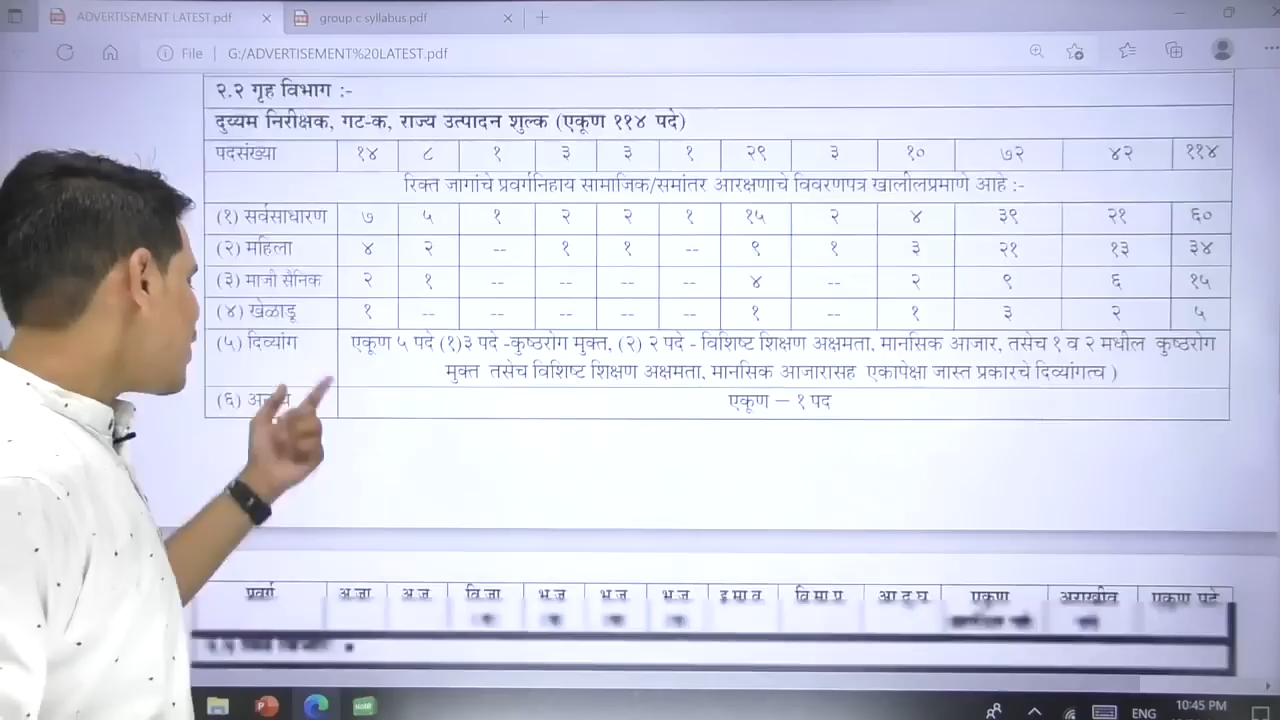 ADVERTISEMENT LATEST.pdf
group c syllabus.pdf
File
G:/ADVERTISEMENT%20LATEST.pdf
२.२ गृह विभाग :-
दुय्यम निरीक्षक, गट-क, राज्य उत्पादन शुल्क (एकूण ११४ पदे)
पदसंख्या १४ ८ १ ३ ३ १ २९ ३ १० ७२ ४२ ११४
रिक्त जागांचे प्रवर्गनिहाय सामाजिक/समांतर आरक्षणाचे विवरणपत्र खालीलप्रमाणे आहे :-
(१) सर्वसाधारण ७ ५ १ २ २ १ १५ २ ४ ३९ २१ ६०
(२) महिला ४ २ -- १ १ -- ९ १ ३ २१ १३ ३४
(३) माजी सैनिक २ १ -- -- -- -- ४ -- २ ९ ६ १५
(४) खेळाडू १ -- -- -- -- -- १ -- १ ३ २ ५
(५) दिव्यांग एकूण ५ पदे (१)३ पदे -कुष्ठरोग मुक्त, (२) २ पदे - विशिष्ट शिक्षण अक्षमता, मानसिक आजार, तसेच १ व २ मधील कुष्ठरोग
मुक्त तसेच विशिष्ट शिक्षण अक्षमता, मानसिक आजारासह एकापेक्षा जास्त प्रकारचे दिव्यांगत्व )
(६) एकूण – १ पद
प्रवर्ग अ जा अ ज वि जा भ ज भ ज भ ज इ मा व वि मा प्र आ दु घ एकूण अराखीव एकूण पदे
10:45 PM
ENG